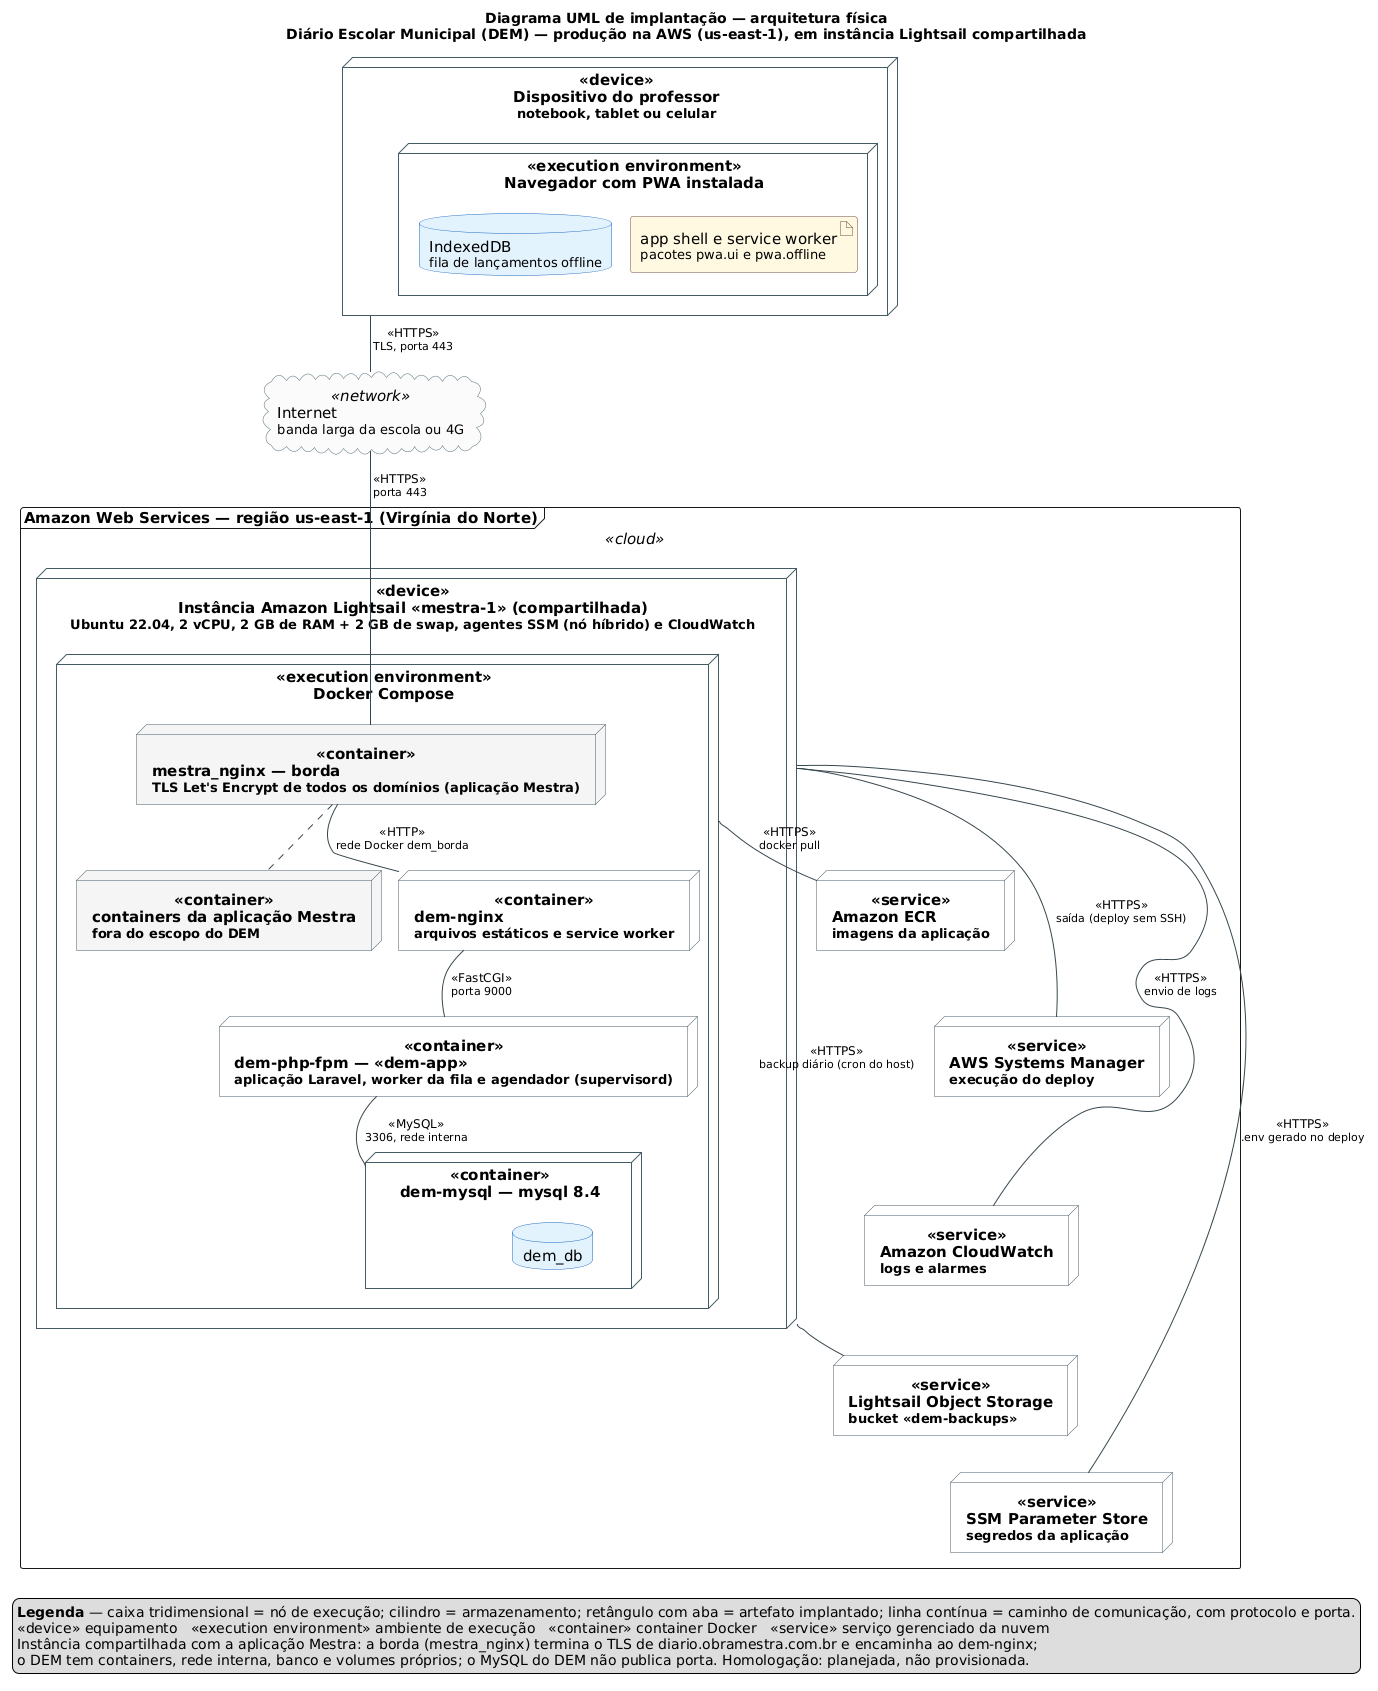 Diagrama UML de implantação — arquitetura física
Diário Escolar Municipal (DEM) — produção na AWS (us-east-1), em instância Lightsail compartilhada
«device»
Dispositivo do professor
notebook, tablet ou celular
«execution environment»
Navegador com PWA instalada
IndexedDB
fila de lançamentos offline
app shell e service worker
pacotes pwa.ui e pwa.offline
«HTTPS»
TLS, porta 443
«network»
Internet
banda larga da escola ou 4G
«HTTPS»
porta 443
Amazon Web Services — região us-east-1 (Virgínia do Norte)
«cloud»
«device»
Instância Amazon Lightsail «mestra-1» (compartilhada)
Ubuntu 22.04, 2 vCPU, 2 GB de RAM + 2 GB de swap, agentes SSM (nó híbrido) e CloudWatch
«execution environment»
Docker Compose
«container»
mestra_nginx — borda
TLS Let's Encrypt de todos os domínios (aplicação Mestra)
«HTTP»
rede Docker dem_borda
«HTTPS»
docker pull
«container»
containers da aplicação Mestra
fora do escopo do DEM
«container»
dem-nginx
arquivos estáticos e service worker
«service»
Amazon ECR
imagens da aplicação
«HTTPS»
saída (deploy sem SSH)
«FastCGI»
porta 9000
«HTTPS»
envio de logs
«container»
dem-php-fpm — «dem-app»
aplicação Laravel, worker da fila e agendador (supervisord)
«HTTPS»
backup diário (cron do host)
«service»
AWS Systems Manager
execução do deploy
«MySQL»
3306, rede interna
«HTTPS»
.env gerado no deploy
«container»
dem-mysql — mysql 8.4
dem_db
«service»
Amazon CloudWatch
logs e alarmes
«service»
Lightsail Object Storage
bucket «dem-backups»
«service»
SSM Parameter Store
segredos da aplicação
Legenda — caixa tridimensional = nó de execução; cilindro = armazenamento; retângulo com aba = artefato implantado; linha contínua = caminho de comunicação, com protocolo e porta.
«device» equipamento «execution environment» ambiente de execução «container» container Docker «service» serviço gerenciado da nuvem
Instância compartilhada com a aplicação Mestra: a borda (mestra_nginx) termina o TLS de diario.obramestra.com.br e encaminha ao dem-nginx;
o DEM tem containers, rede interna, banco e volumes próprios; o MySQL do DEM não publica porta. Homologação: planejada, não provisionada.